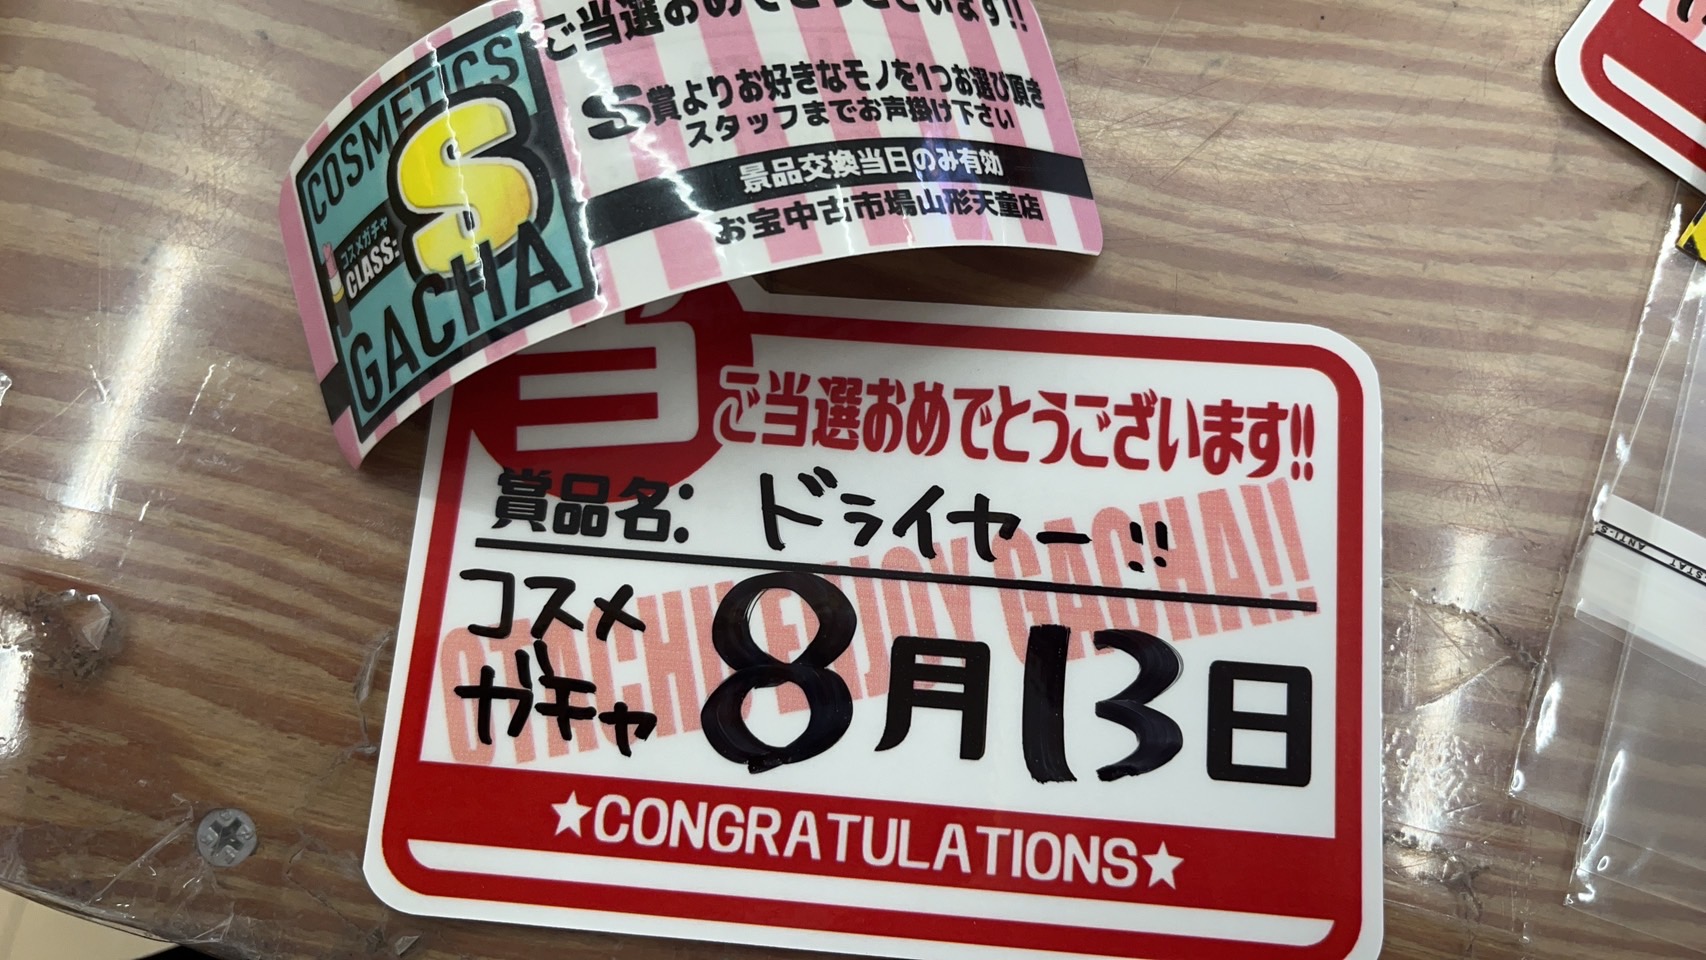 ご当選おめでとうございます!!
COSMETICS
S賞よりお好きなモノを1つお選び頂き
スタッフまでお声掛け下さい
S
コスメガチャ
CLASS:
GACHA
景品交換当日のみ有効
お宝中古市場山形天童店
ご当選おめでとうございます!!
賞品名: ドライヤー!!
OTACHU ENJOY GACHA!!
コスメ
ガチャ
8月13日
★CONGRATULATIONS★